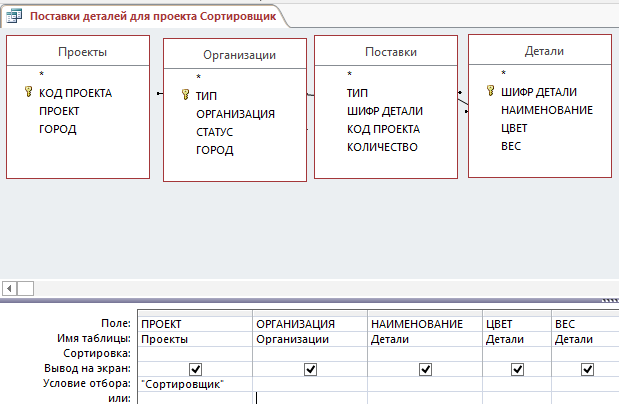 Поставки деталей для проекта Сортировщик
Проекты
*
КОД ПРОЕКТА
ПРОЕКТ
ГОРОД
Организации
*
ТИП
ОРГАНИЗАЦИЯ
СТАТУС
ГОРОД
Поставки
*
ТИП
ШИФР ДЕТАЛИ
КОД ПРОЕКТА
КОЛИЧЕСТВО
Детали
*
ШИФР ДЕТАЛИ
НАИМЕНОВАНИЕ
ЦВЕТ
ВЕС
Поле: ПРОЕКТ ОРГАНИЗАЦИЯ НАИМЕНОВАНИЕ ЦВЕТ ВЕС
Имя таблицы: Проекты Организации Детали Детали Детали
Сортировка:
Вывод на экран:
Условие отбора: "Сортировщик"
или: